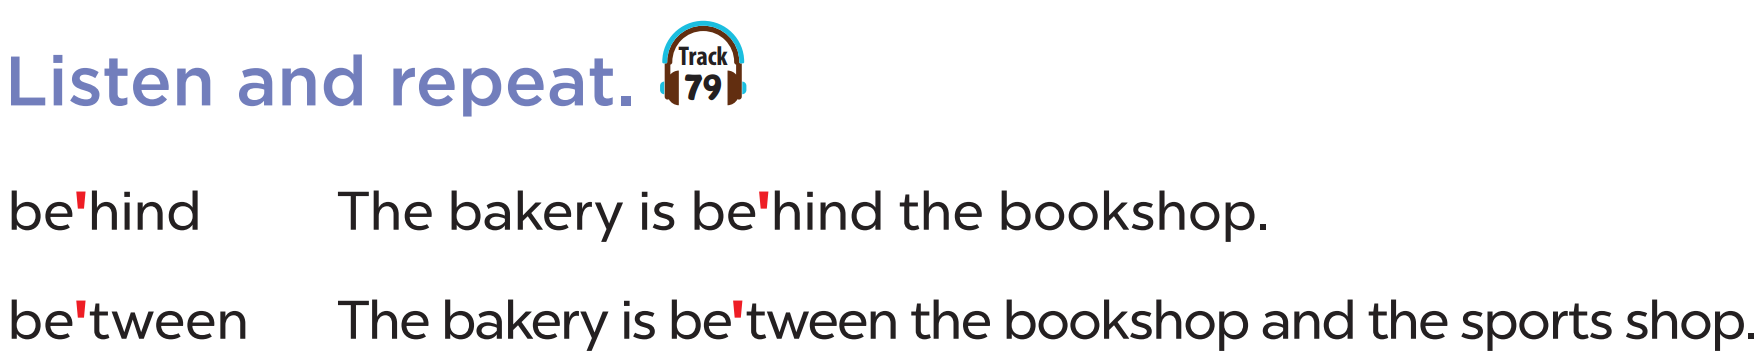 Listen and repeat. Track 79
be'hind The bakery is be'hind the bookshop.
be'tween The bakery is be'tween the bookshop and the sports shop.